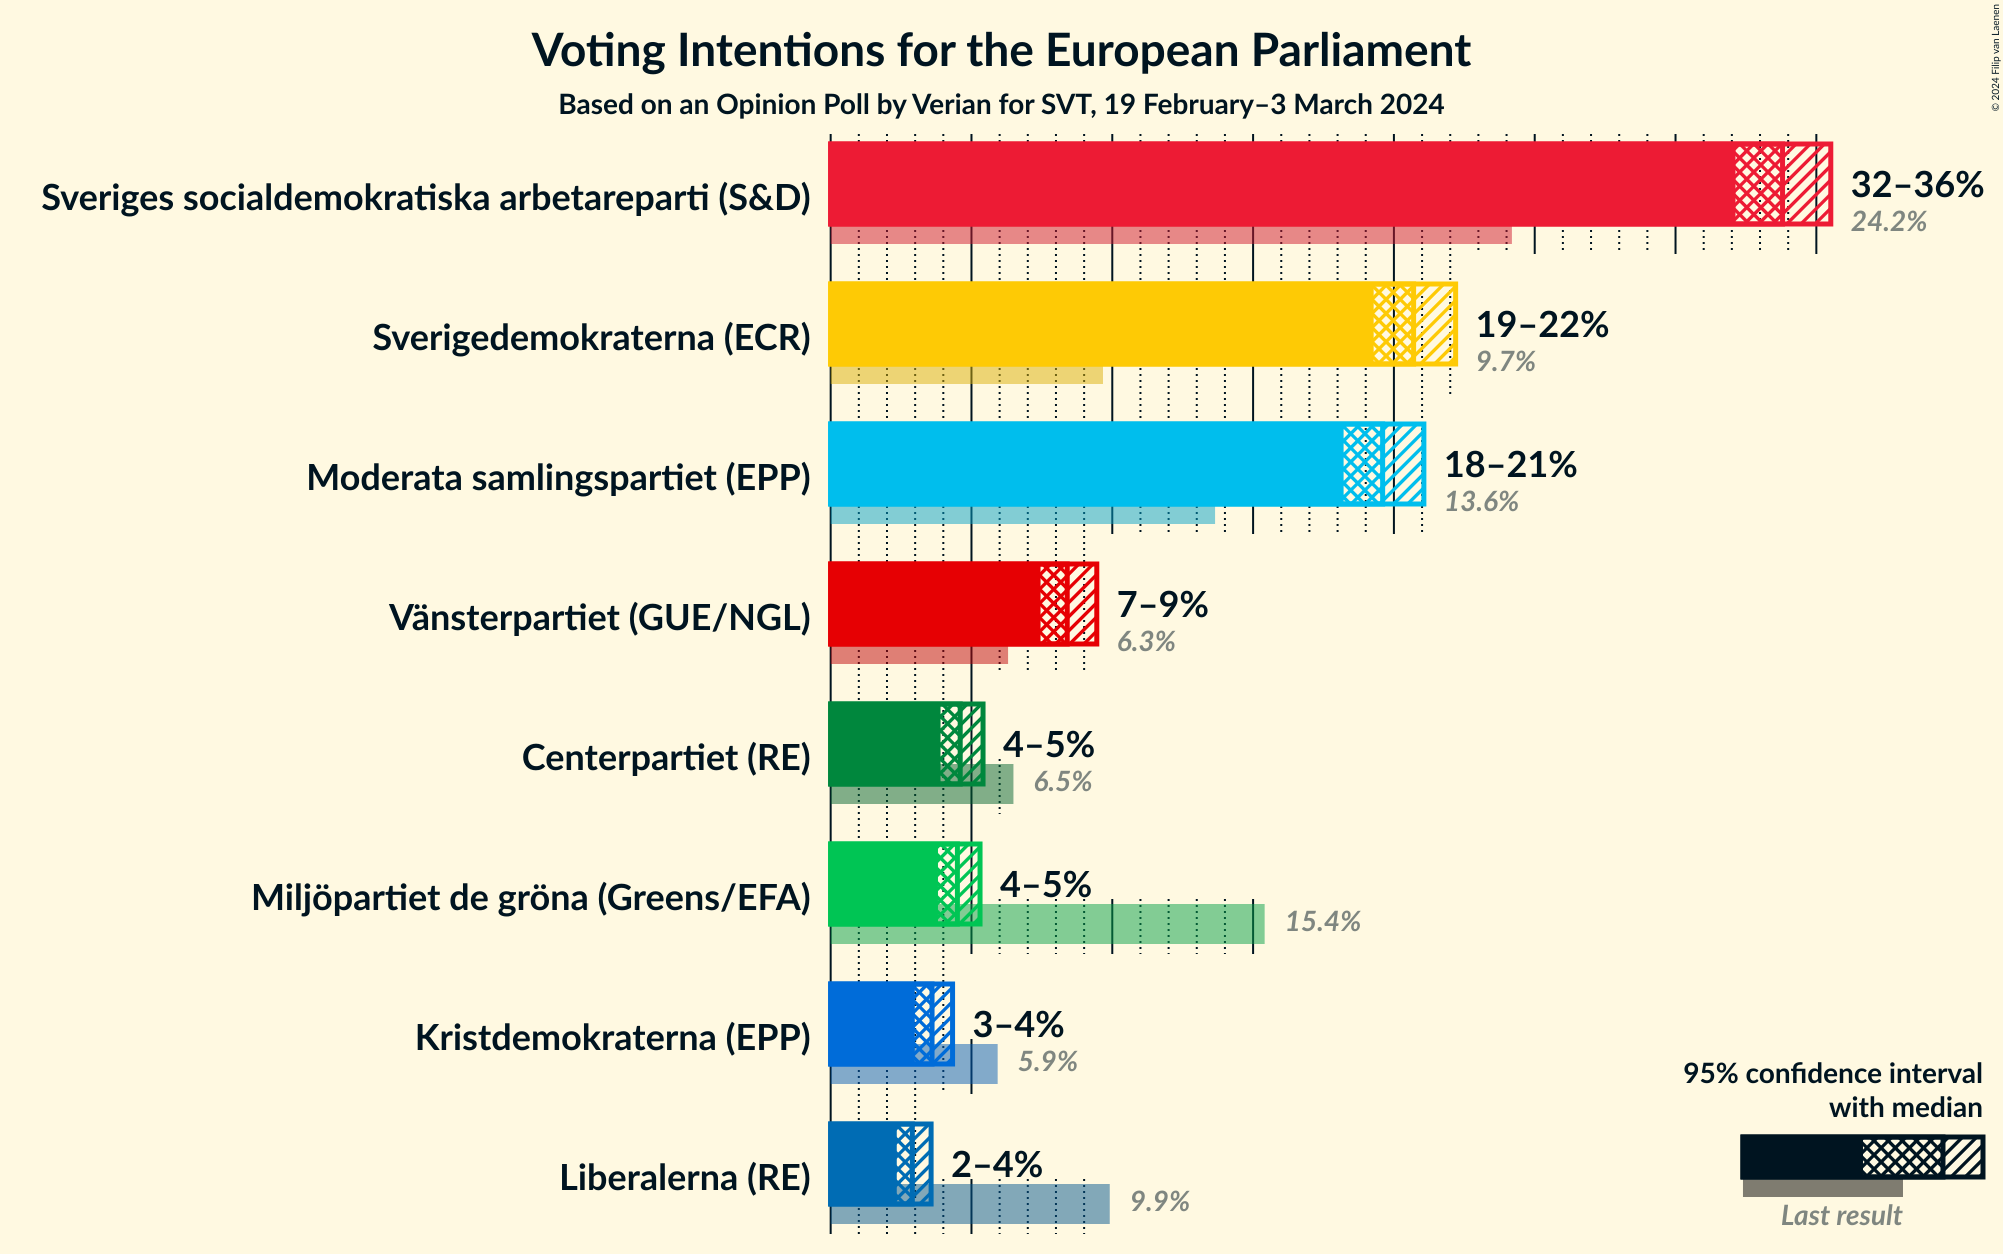 Voting Intentions for the European Parliament
Based on an Opinion Poll by Verian for SVT, 19 February–3 March 2024
© 2024 Filip van Laenen
Sveriges socialdemokratiska arbetareparti (S&D)
32–36%
24.2%
Sverigedemokraterna (ECR)
19–22%
9.7%
Moderata samlingspartiet (EPP)
18–21%
13.6%
Vänsterpartiet (GUE/NGL)
7–9%
6.3%
Centerpartiet (RE)
4–5%
6.5%
Miljöpartiet de gröna (Greens/EFA)
4–5%
15.4%
Kristdemokraterna (EPP)
3–4%
5.9%
Liberalerna (RE)
2–4%
9.9%
95% confidence interval
with median
Last result